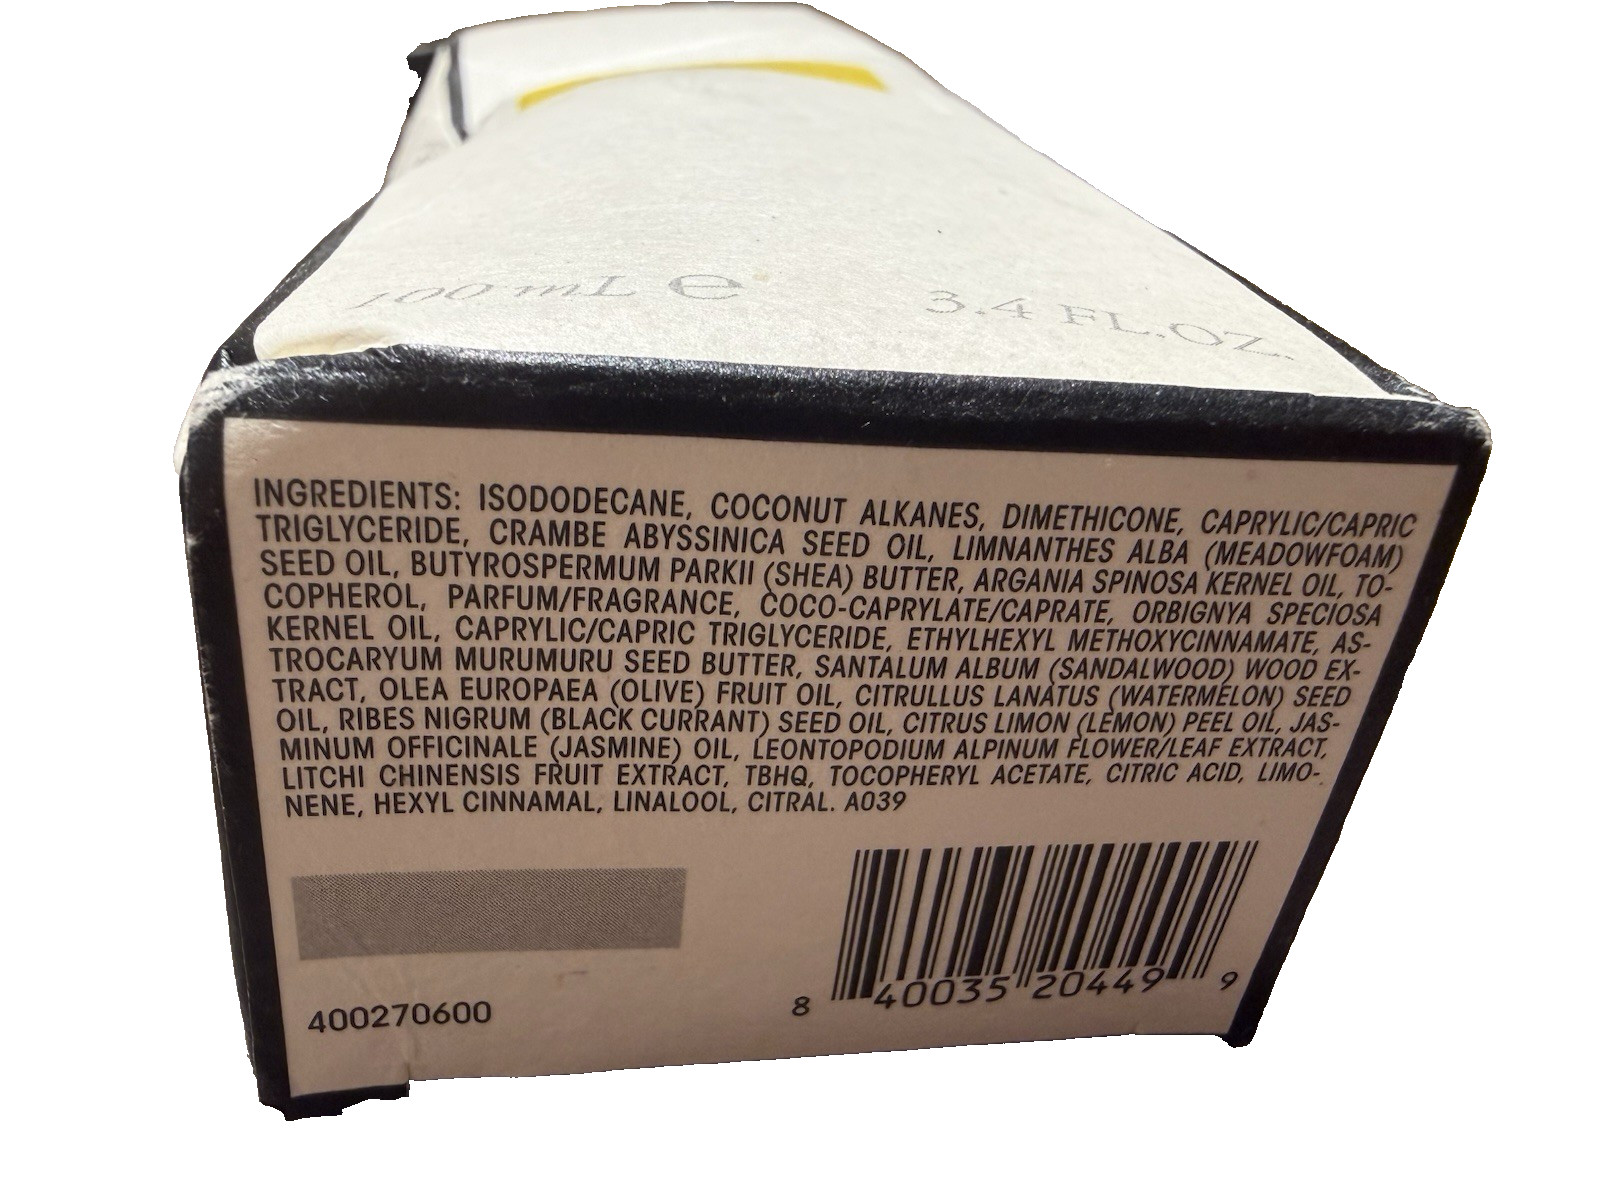 100 mL e 3.4 FL.OZ.
INGREDIENTS: ISODODECANE, COCONUT ALKANES, DIMETHICONE, CAPRYLIC/CAPRIC
TRIGLYCERIDE, CRAMBE ABYSSINICA SEED OIL, LIMNANTHES ALBA (MEADOWFOAM)
SEED OIL, BUTYROSPERMUM PARKII (SHEA) BUTTER, ARGANIA SPINOSA KERNEL OIL, TO-
COPHEROL, PARFUM/FRAGRANCE, COCO-CAPRYLATE/CAPRATE, ORBIGNYA SPECIOSA
KERNEL OIL, CAPRYLIC/CAPRIC TRIGLYCERIDE, ETHYLHEXYL METHOXYCINNAMATE, AS-
TROCARYUM MURUMURU SEED BUTTER, SANTALUM ALBUM (SANDALWOOD) WOOD EX-
TRACT, OLEA EUROPAEA (OLIVE) FRUIT OIL, CITRULLUS LANATUS (WATERMELON) SEED
OIL, RIBES NIGRUM (BLACK CURRANT) SEED OIL, CITRUS LIMON (LEMON) PEEL OIL, JAS-
MINUM OFFICINALE (JASMINE) OIL, LEONTOPODIUM ALPINUM FLOWER/LEAF EXTRACT,
LITCHI CHINENSIS FRUIT EXTRACT, TBHQ, TOCOPHERYL ACETATE, CITRIC ACID, LIMO-
NENE, HEXYL CINNAMAL, LINALOOL, CITRAL. A039
400270600
8 40035 20449 9